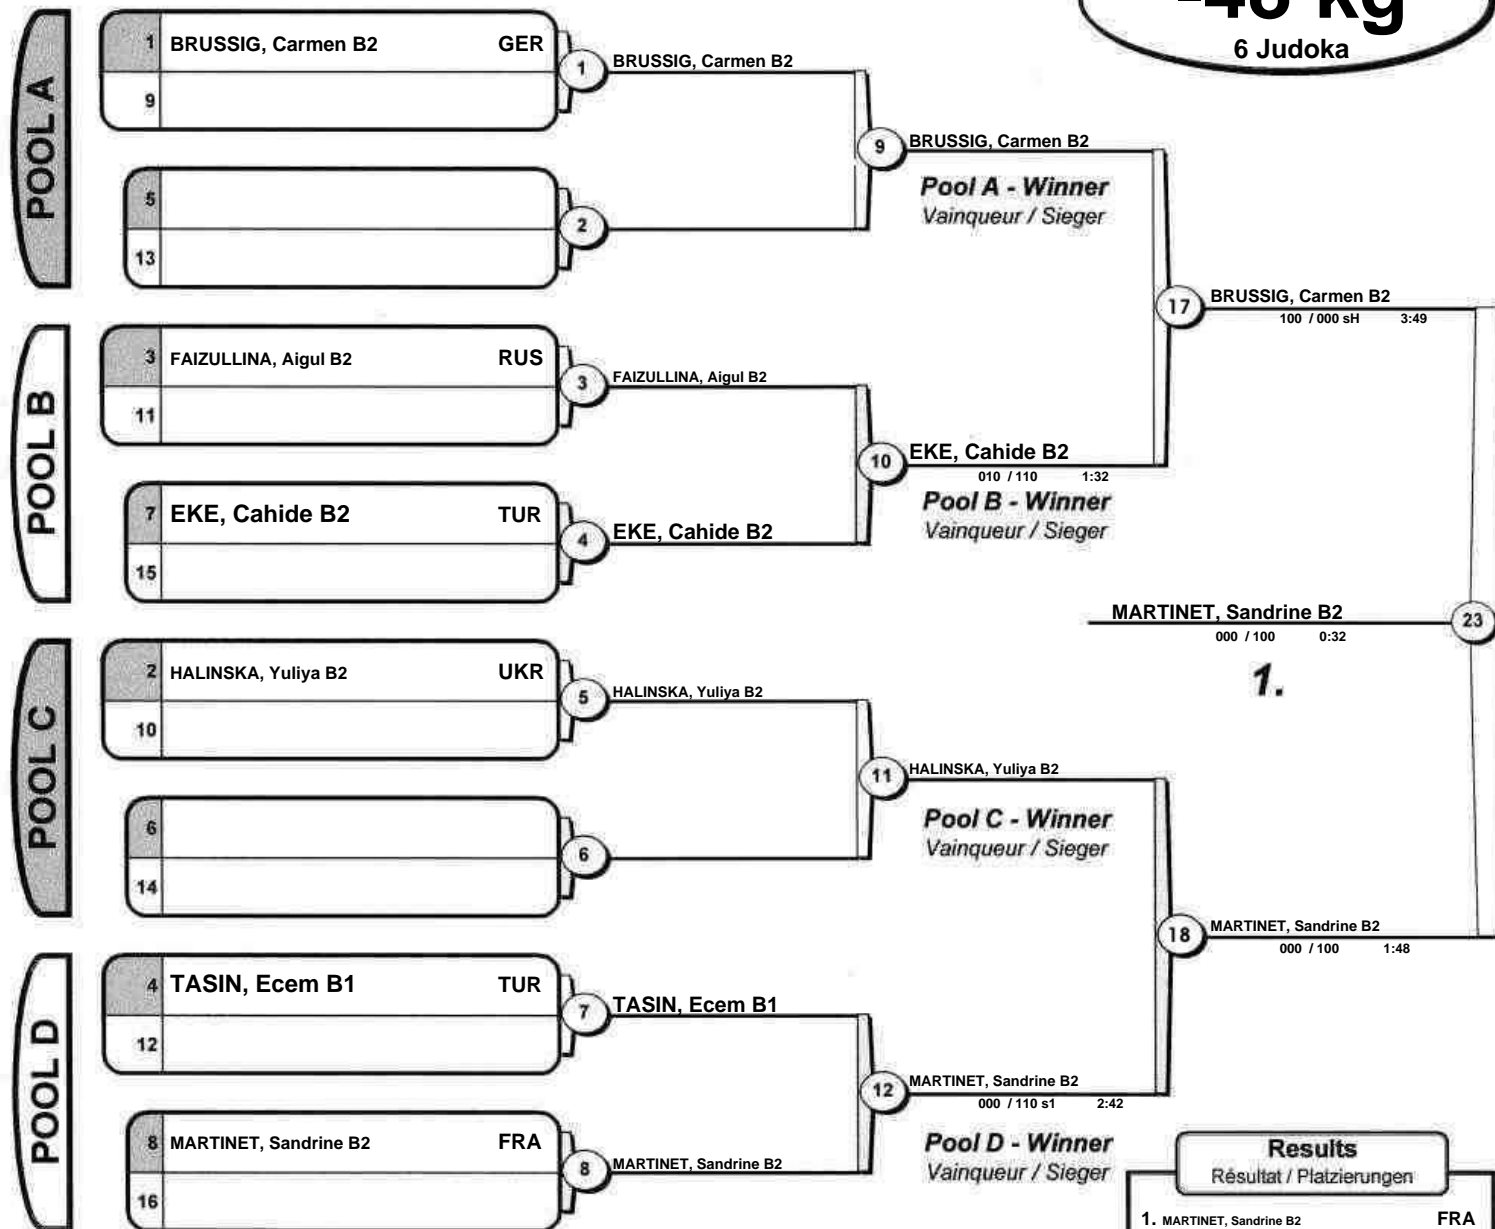 -48 kg
6 Judoka
POOL A
1 BRUSSIG, Carmen B2 GER
9
1 BRUSSIG, Carmen B2
5
13
2
9 BRUSSIG, Carmen B2
Pool A - Winner
Vainqueur / Sieger
POOL B
3 FAIZULLINA, Aigul B2 RUS
11
3 FAIZULLINA, Aigul B2
7 EKE, Cahide B2 TUR
15
4 EKE, Cahide B2
10 EKE, Cahide B2
010 / 110 1:32
Pool B - Winner
Vainqueur / Sieger
17 BRUSSIG, Carmen B2
100 / 000 sH 3:49
MARTINET, Sandrine B2 23
000 / 100 0:32
1.
POOL C
2 HALINSKA, Yuliya B2 UKR
10
5 HALINSKA, Yuliya B2
6
14
6
11 HALINSKA, Yuliya B2
Pool C - Winner
Vainqueur / Sieger
18 MARTINET, Sandrine B2
000 / 100 1:48
POOL D
4 TASIN, Ecem B1 TUR
12
7 TASIN, Ecem B1
8 MARTINET, Sandrine B2 FRA
16
8 MARTINET, Sandrine B2
12 MARTINET, Sandrine B2
000 / 110 s1 2:42
Pool D - Winner
Vainqueur / Sieger
Results
Résultat / Platzierungen
1. MARTINET, Sandrine B2 FRA